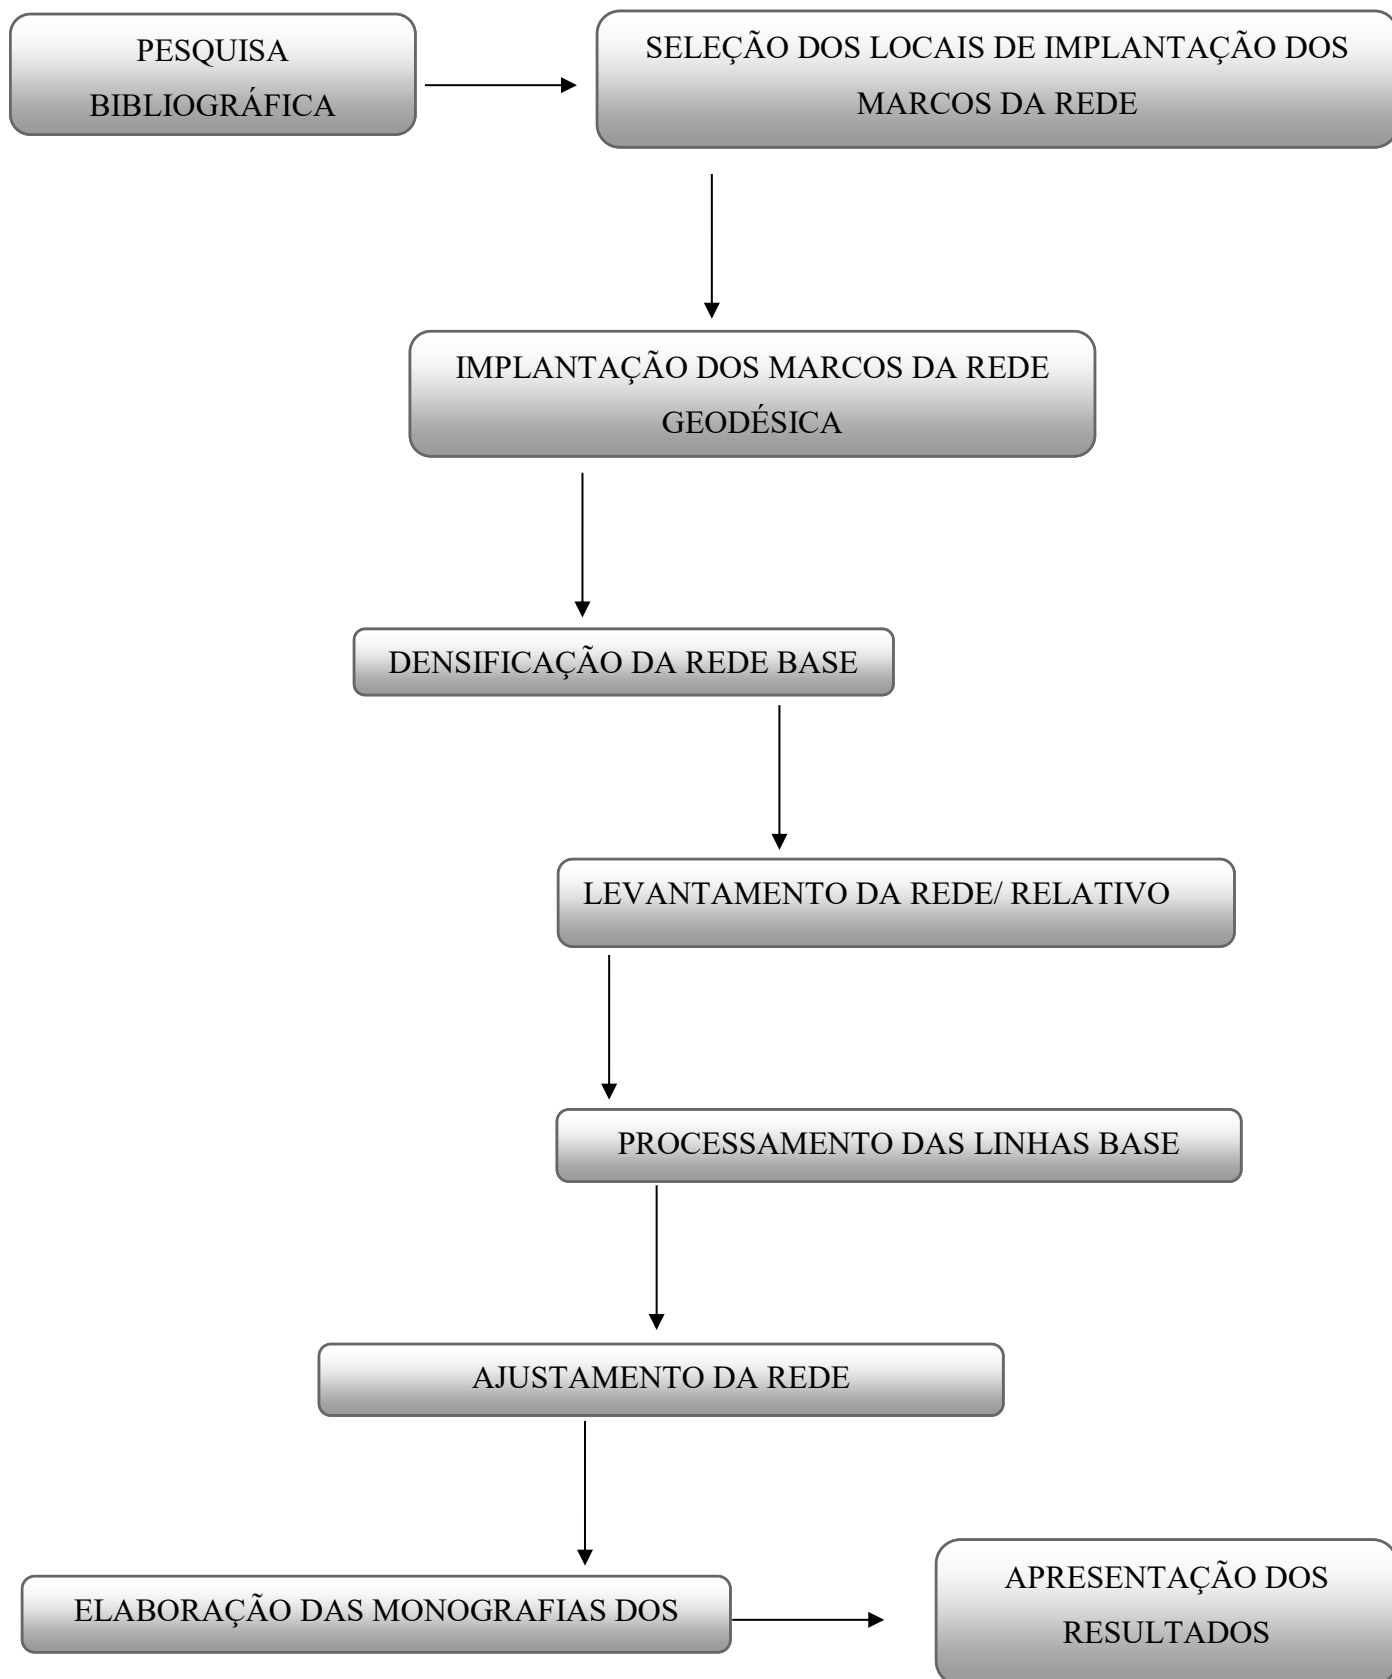 PESQUISA
BIBLIOGRÁFICA
SELEÇÃO DOS LOCAIS DE IMPLANTAÇÃO DOS
MARCOS DA REDE
IMPLANTAÇÃO DOS MARCOS DA REDE
GEODÉSICA
DENSIFICAÇÃO DA REDE BASE
LEVANTAMENTO DA REDE/ RELATIVO
PROCESSAMENTO DAS LINHAS BASE
AJUSTAMENTO DA REDE
ELABORAÇÃO DAS MONOGRAFIAS DOS
APRESENTAÇÃO DOS
RESULTADOS